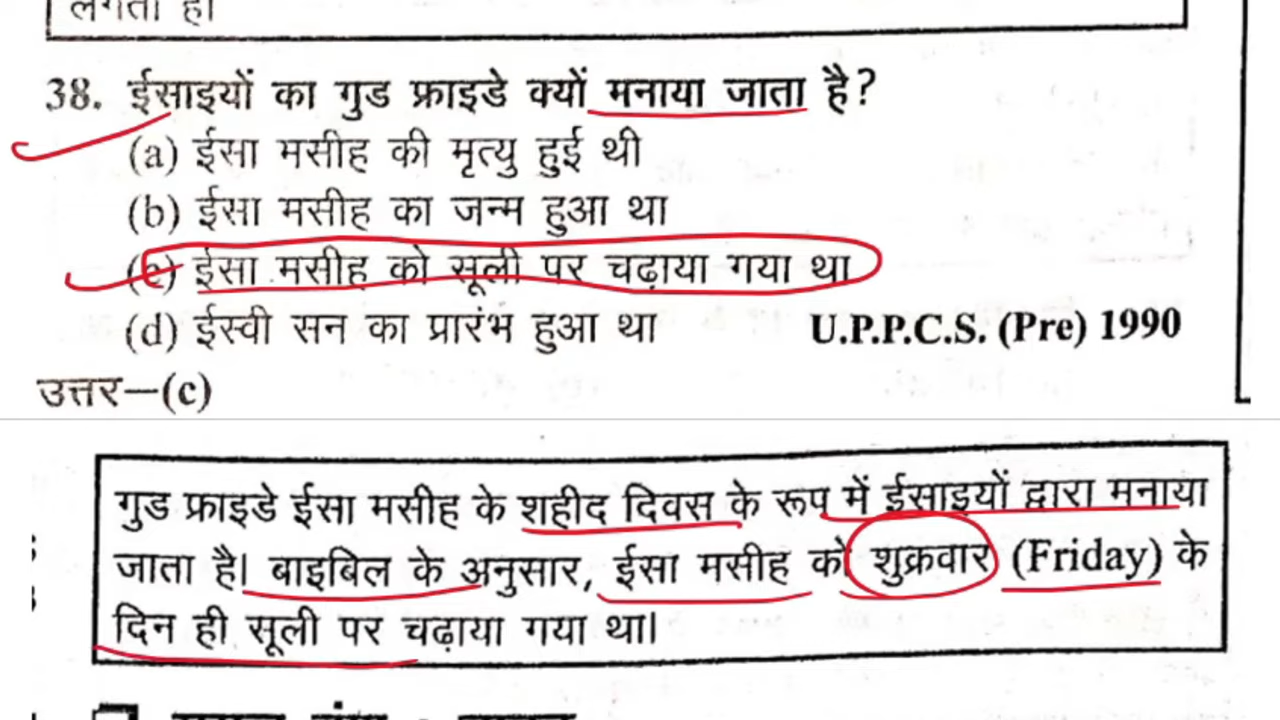 लगता है।
38. ईसाइयों का गुड फ्राइडे क्यों मनाया जाता है?
(a) ईसा मसीह की मृत्यु हुई थी
(b) ईसा मसीह का जन्म हुआ था
(c) ईसा मसीह को सूली पर चढ़ाया गया था
(d) ईस्वी सन का प्रारंभ हुआ था U.P.P.C.S. (Pre) 1990
उत्तर—(c)
गुड फ्राइडे ईसा मसीह के शहीद दिवस के रूप में ईसाइयों द्वारा मनाया
जाता है। बाइबिल के अनुसार, ईसा मसीह को शुक्रवार (Friday) के
दिन ही सूली पर चढ़ाया गया था।